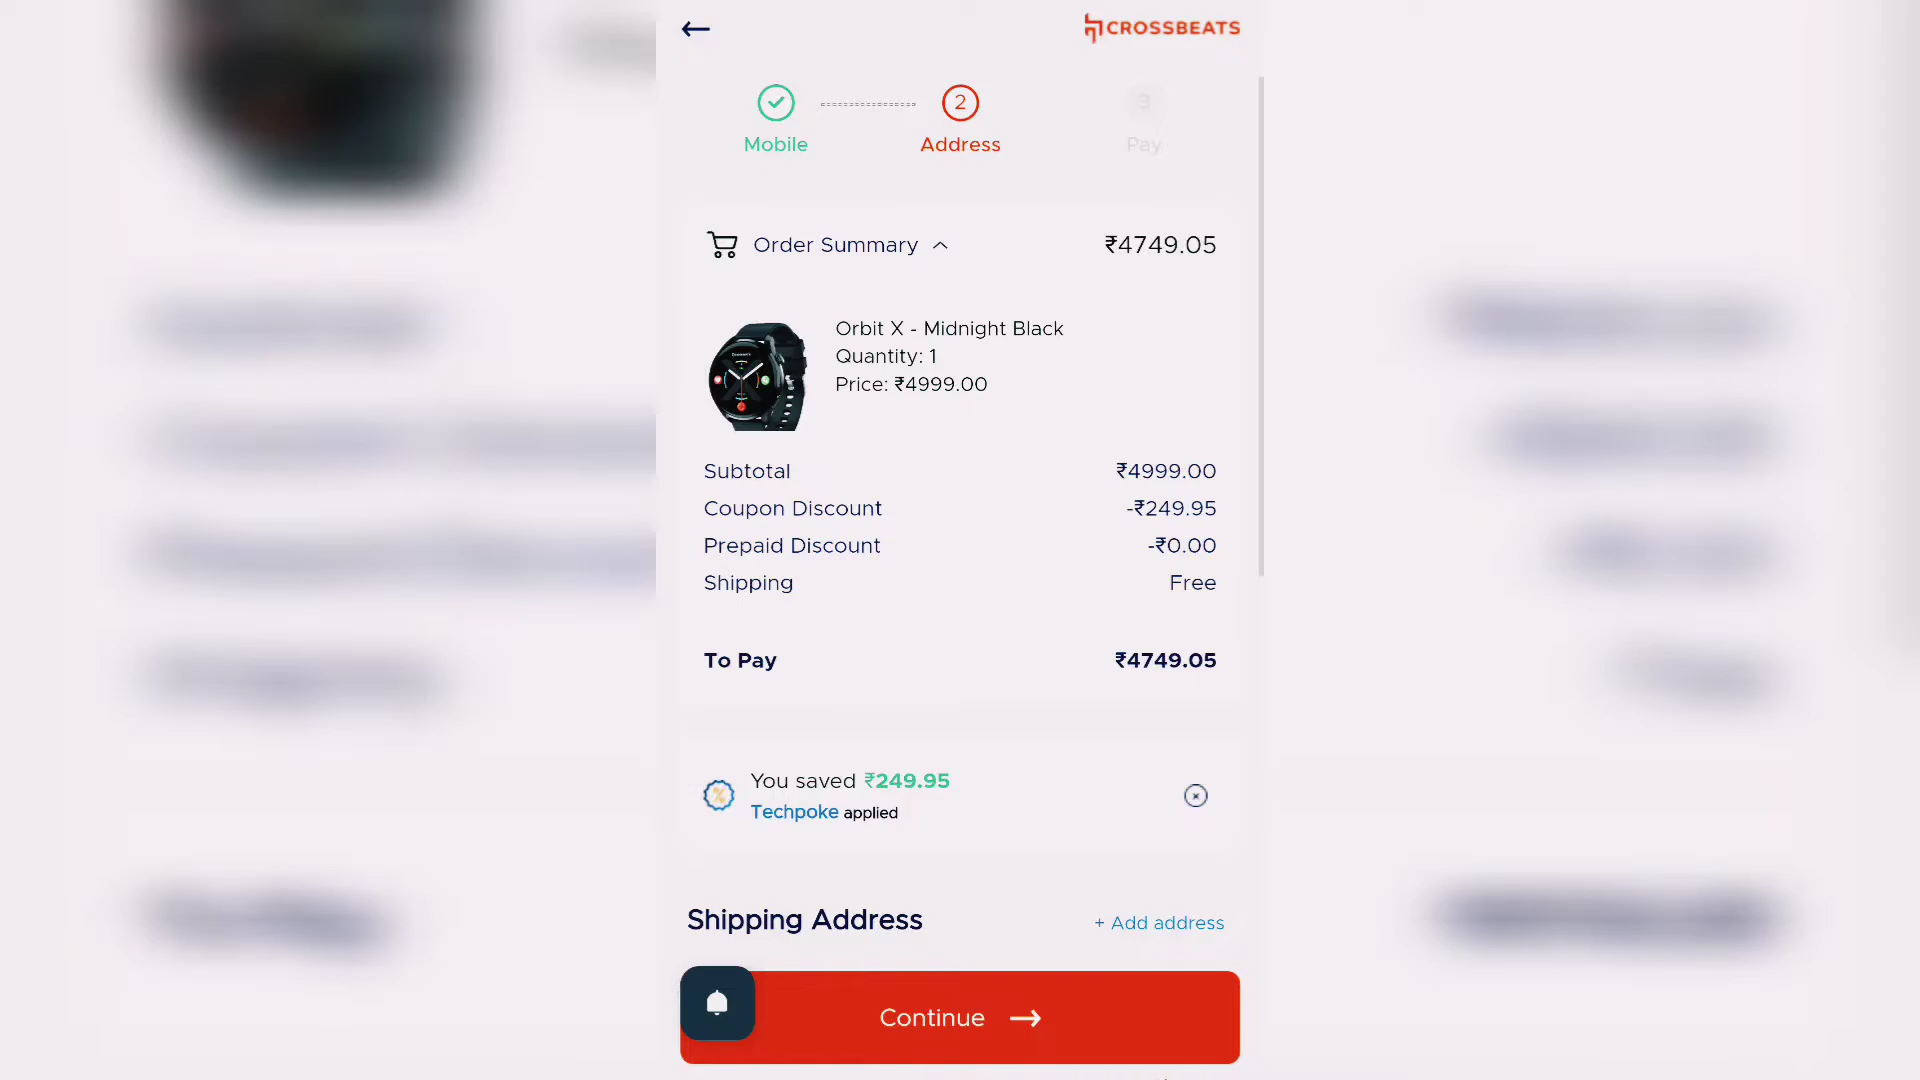 CROSSBEATS
2
3
Mobile
Address
Pay
Order Summary
₹4749.05
Orbit X - Midnight Black
Quantity: 1
Price: ₹4999.00
Subtotal
₹4999.00
Coupon Discount
-₹249.95
Prepaid Discount
-₹0.00
Shipping
Free
To Pay
₹4749.05
You saved ₹249.95
Techpoke applied
Shipping Address
+ Add address
Continue